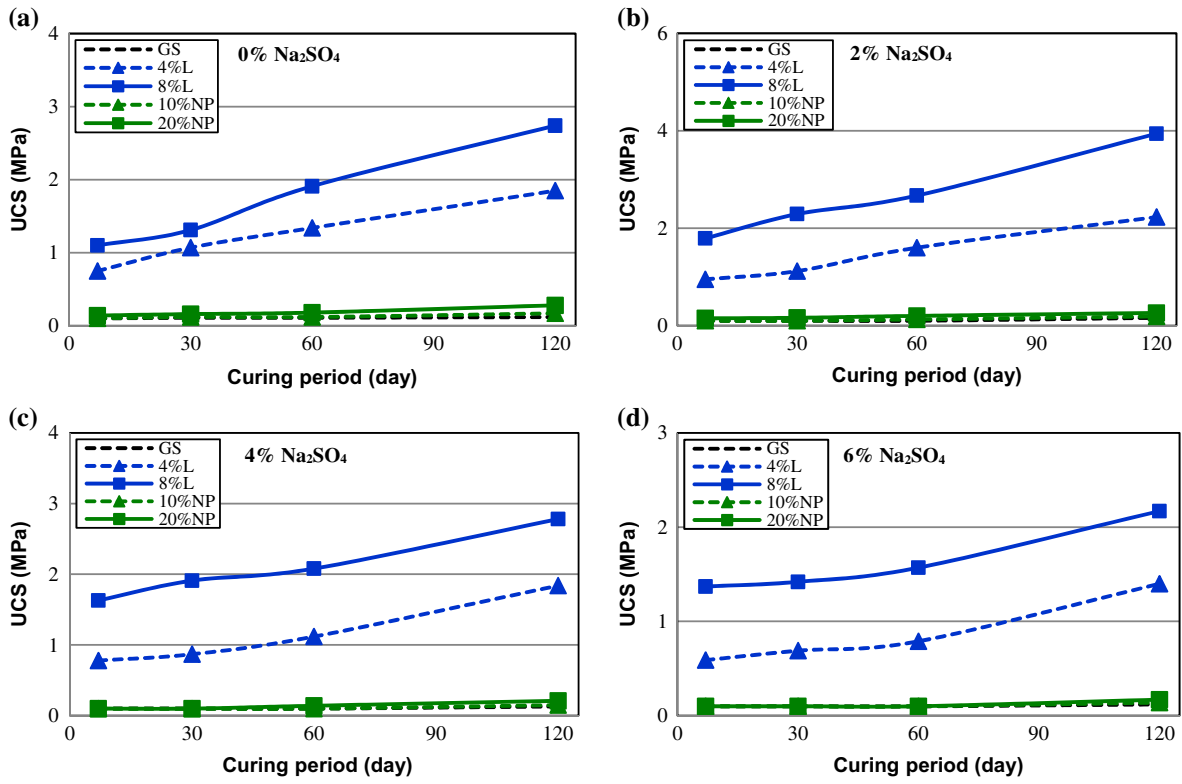 (a)
4
3
2
1
0
UCS (MPa)
GS
4%L
8%L
10%NP
20%NP
0% Na₂SO₄
0 30 60 90 120
Curing period (day)
(b)
6
4
2
0
UCS (MPa)
GS
4%L
8%L
10%NP
20%NP
2% Na₂SO₄
0 30 60 90 120
Curing period (day)
(c)
4
3
2
1
0
UCS (MPa)
GS
4%L
8%L
10%NP
20%NP
4% Na₂SO₄
0 30 60 90 120
Curing period (day)
(d)
3
2
1
0
UCS (MPa)
GS
4%L
8%L
10%NP
20%NP
6% Na₂SO₄
0 30 60 90 120
Curing period (day)